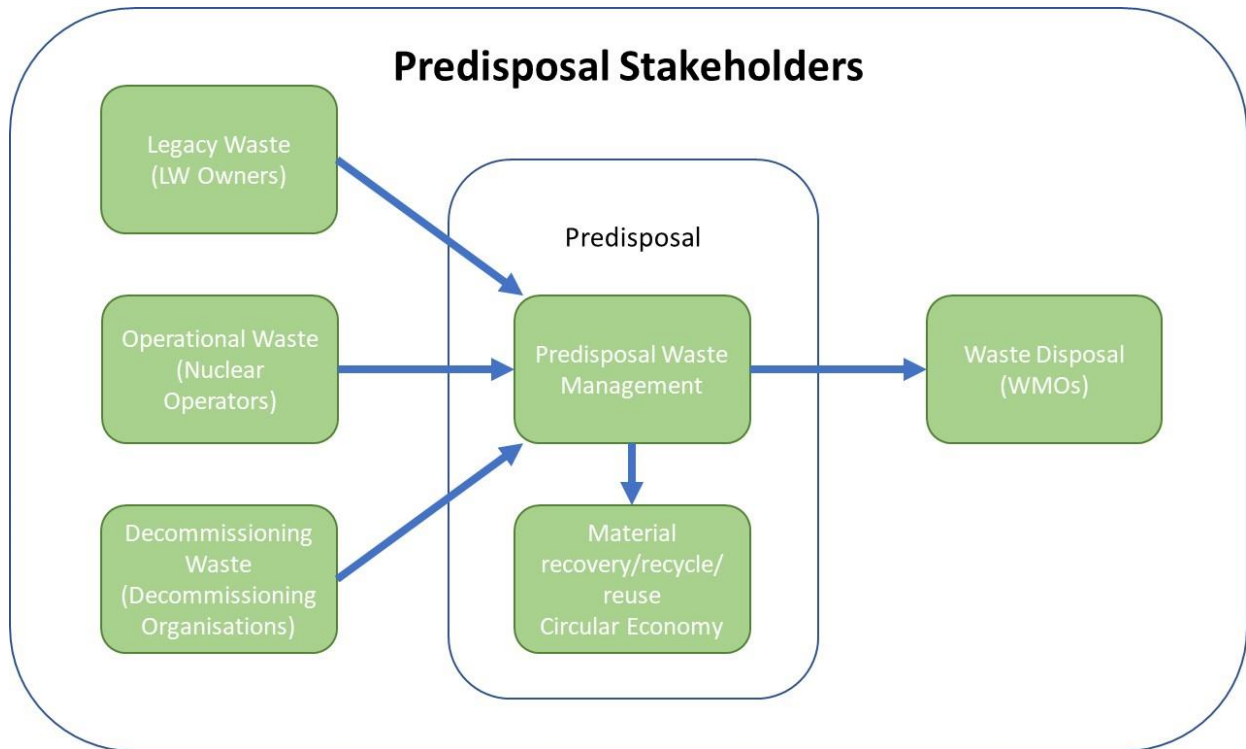 Predisposal Stakeholders
Legacy Waste
(LW Owners)
Predisposal
Operational Waste
(Nuclear
Operators)
Predisposal Waste
Management
Waste Disposal
(WMOs)
Decommissioning
Waste
(Decommissioning
Organisations)
Material
recovery/recycle/
reuse
Circular Economy